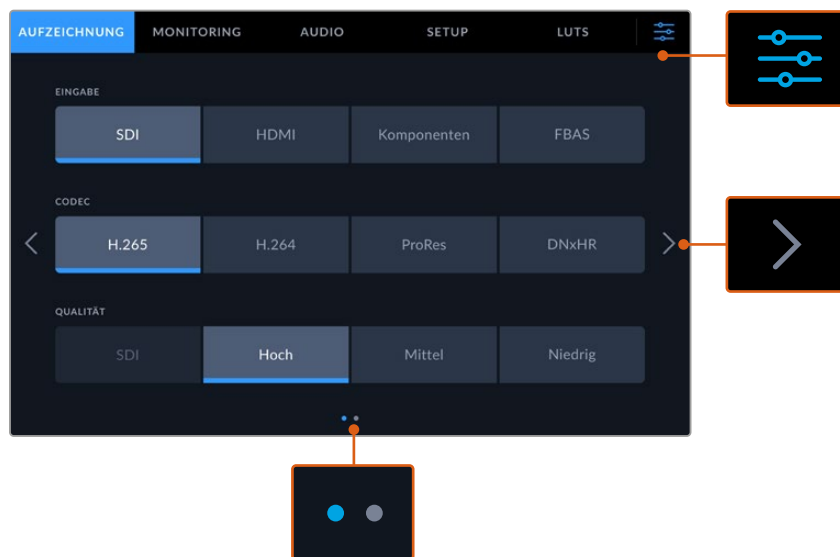 AUFZEICHNUNG MONITORING AUDIO SETUP LUTS
EINGABE
SDI HDMI Komponenten FBAS
CODEC
H.265 H.264 ProRes DNxHR
QUALITÄT
SDI Hoch Mittel Niedrig